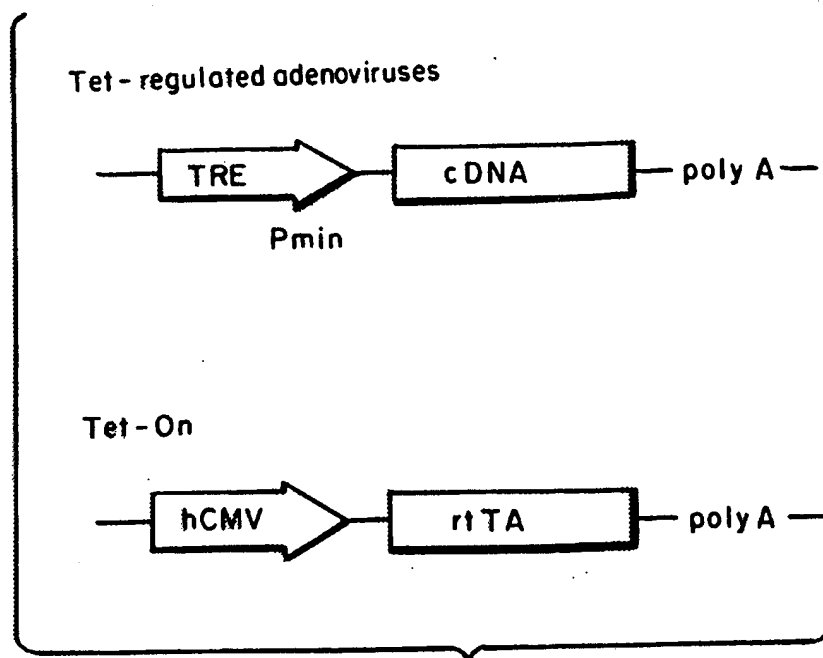 Tet-regulated adenoviruses
TRE cDNA poly A
Pmin
Tet-On
hCMV rtTA poly A